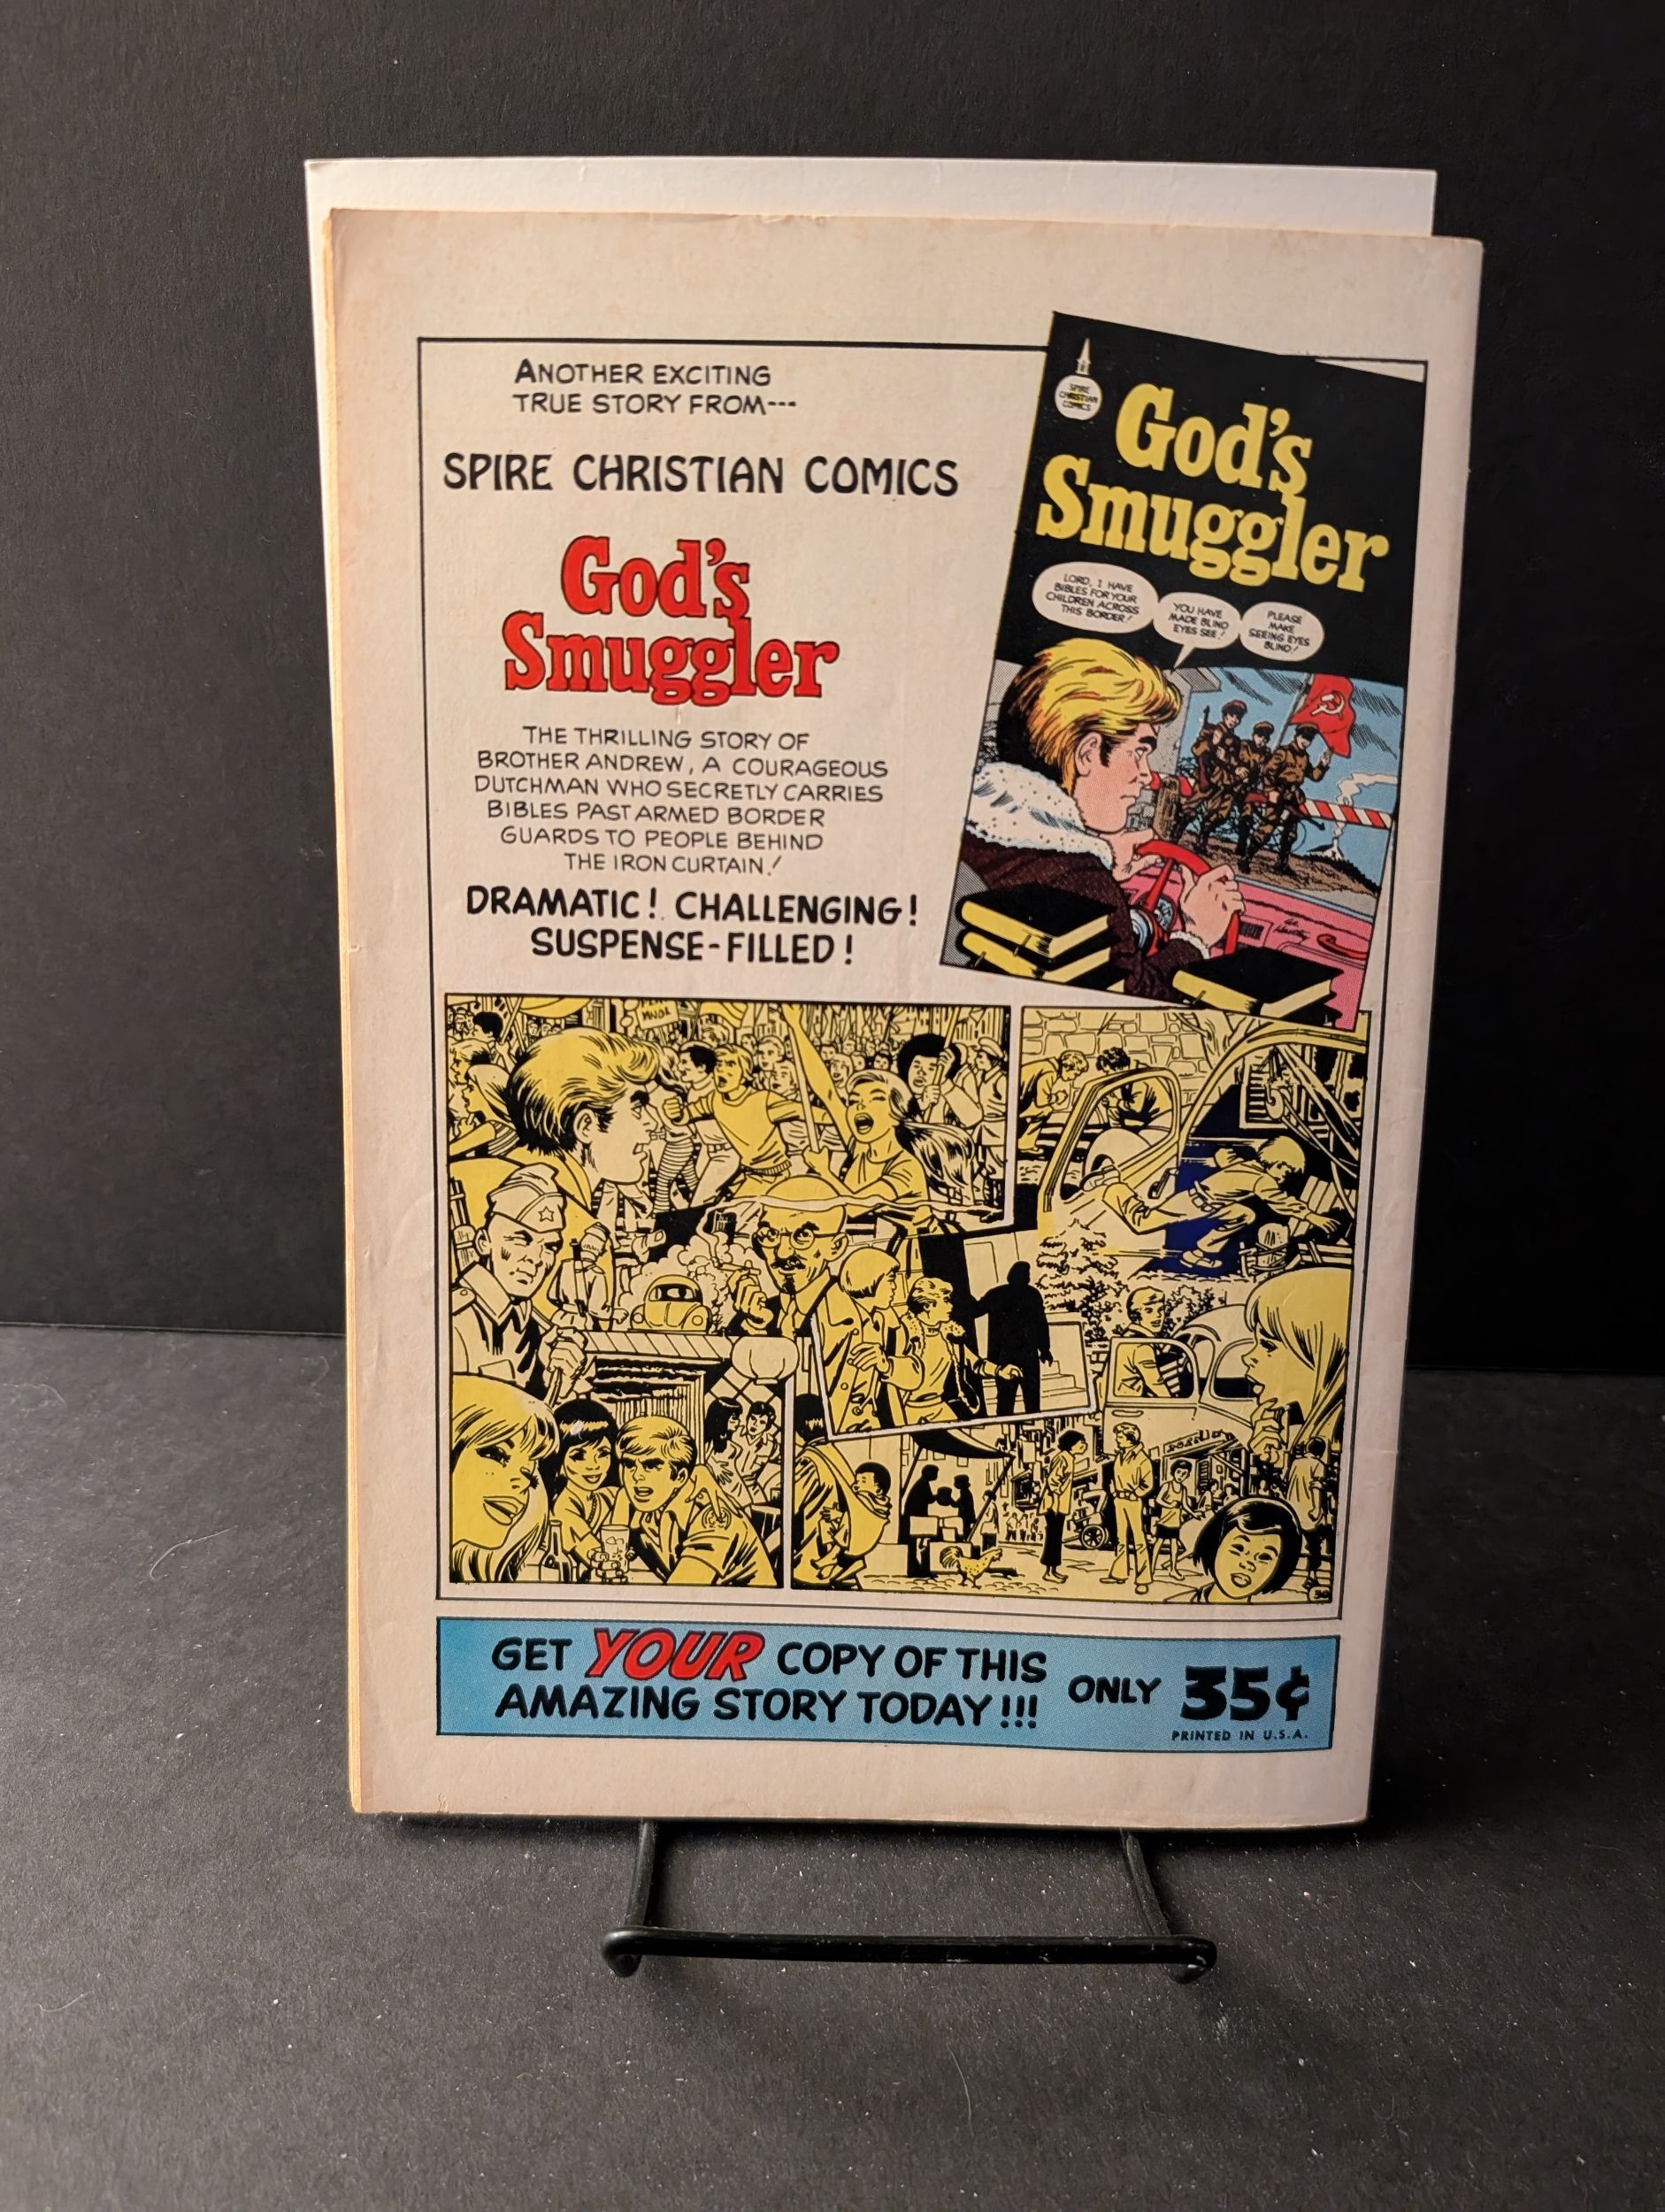 ANOTHER EXCITING
TRUE STORY FROM---
SPIRE CHRISTIAN COMICS
God's
Smuggler
THE THRILLING STORY OF
BROTHER ANDREW, A COURAGEOUS
DUTCHMAN WHO SECRETLY CARRIES
BIBLES PAST ARMED BORDER
GUARDS TO PEOPLE BEHIND
THE IRON CURTAIN!
DRAMATIC! CHALLENGING!
SUSPENSE-FILLED!
SPIRE
CHRISTIAN
COMICS
God's
Smuggler
LORD, I HAVE
BIBLES FOR YOUR
CHILDREN ACROSS
THIS BORDER!
YOU HAVE
MADE BLIND
EYES SEE!
PLEASE
MAKE
SEEING EYES
BLIND!
GET YOUR COPY OF THIS
AMAZING STORY TODAY!!!
ONLY 35¢
PRINTED IN U.S.A.